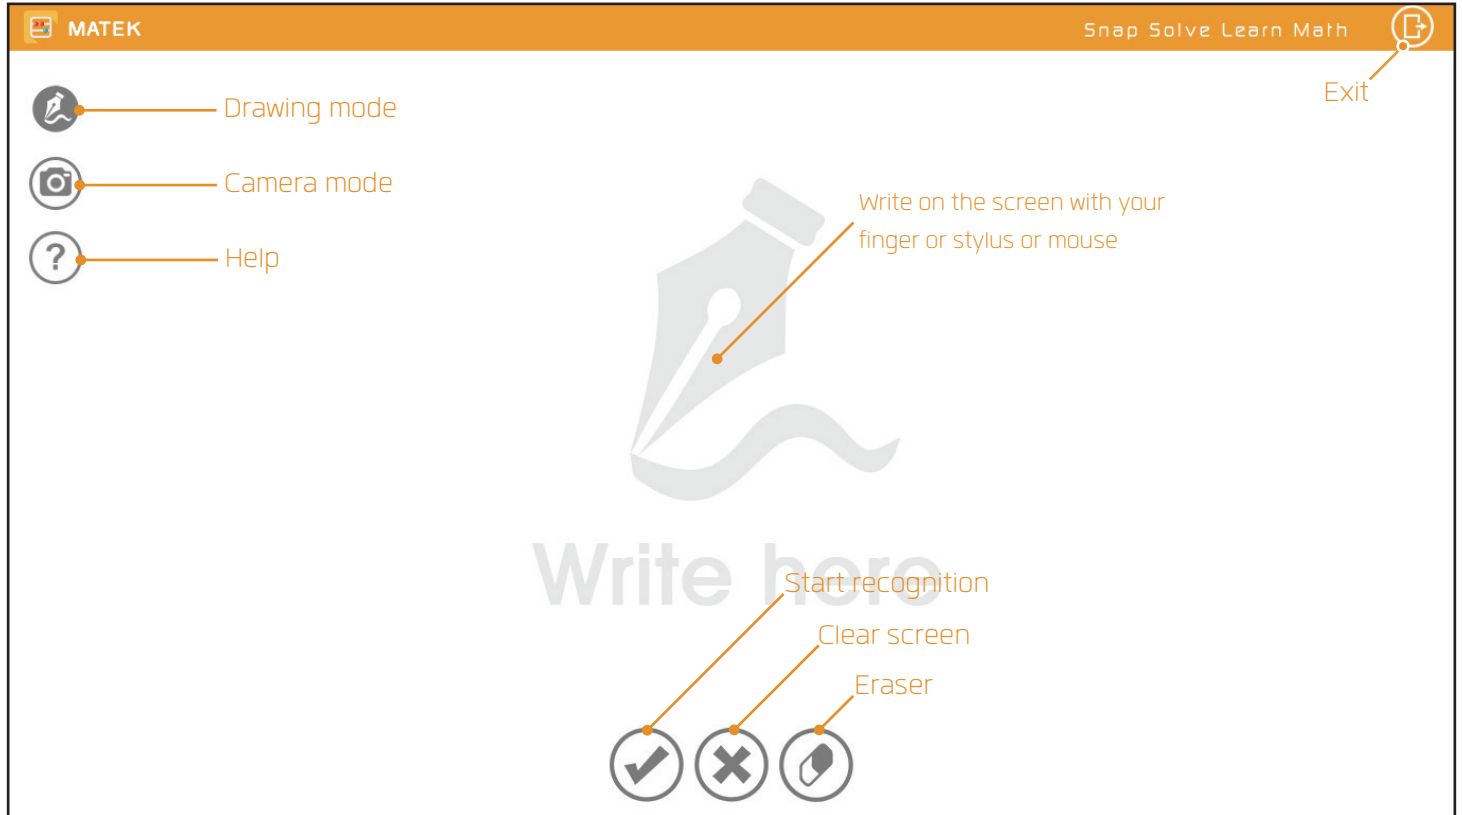 MATEK
Snap Solve Learn Math
Exit
Drawing mode
Camera mode
Help
Write on the screen with your
finger or stylus or mouse
Write here
Start recognition
Clear screen
Eraser